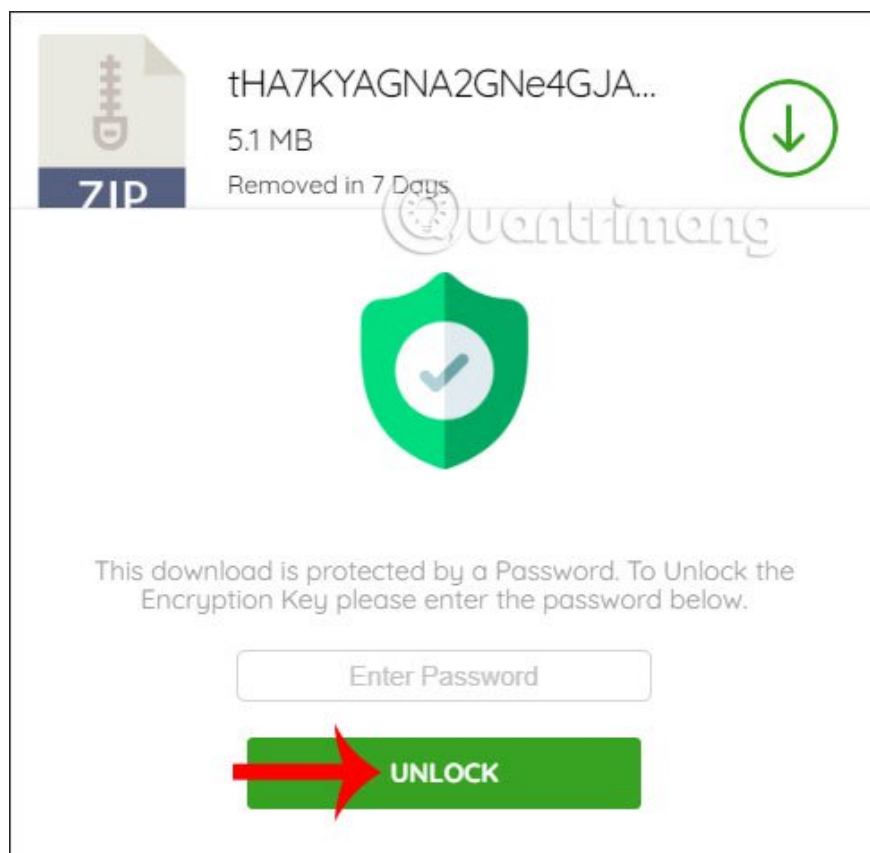 tHA7KYAGNA2GNe4GJA...
5.1 MB
Removed in 7 Days
ZIP
Quantrimang
This download is protected by a Password. To Unlock the
Encryption Key please enter the password below.
Enter Password
UNLOCK